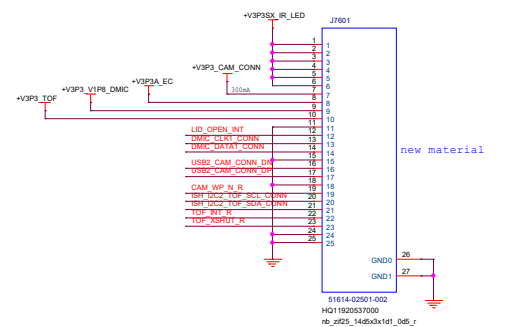 +V3P3SX_IR_LED
J7601
+V3P3_CAM_CONN
+V3P3A_EC
+V3P3_V1P8_DMIC
+V3P3_TOF
300mA
1 1
2 2
3 3
4 4
5 5
6 6
7 7
8 8
9 9
10 10
11 11
LID_OPEN_INT 12 12
DMIC_CLK1_CONN 13 13
DMIC_DATA1_CONN 14 14
15 15
USB2_CAM_CONN_DN 16 16
USB2_CAM_CONN_DP 17 17
18 18
CAM_WP_N_R 19 19
ISH_I2C2_TOF_SCL_CONN 20 20
ISH_I2C2_TOF_SDA_CONN 21 21
TOF_INT_R 22 22
TOF_XSHUT_R 23 23
24 24
25 25
new material
GND0 26
GND1 27
51614-02501-002
HQ11920537000
nb_zif25_14d5x3x1d1_0d5_r